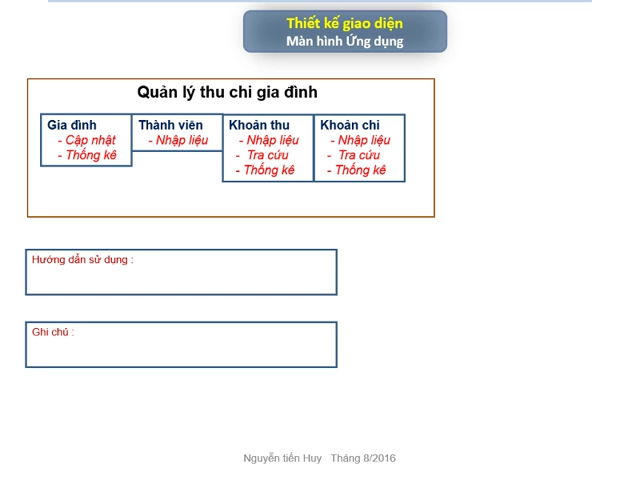 Thiết kế giao diện
Màn hình Ứng dụng
Quản lý thu chi gia đình
Gia đình
- Cập nhật
- Thống kê
Thành viên
- Nhập liệu
Khoản thu
- Nhập liệu
- Tra cứu
- Thống kê
Khoản chi
- Nhập liệu
- Tra cứu
- Thống kê
Hướng dẩn sử dụng :
Ghi chú :
Nguyễn tiến Huy Tháng 8/2016